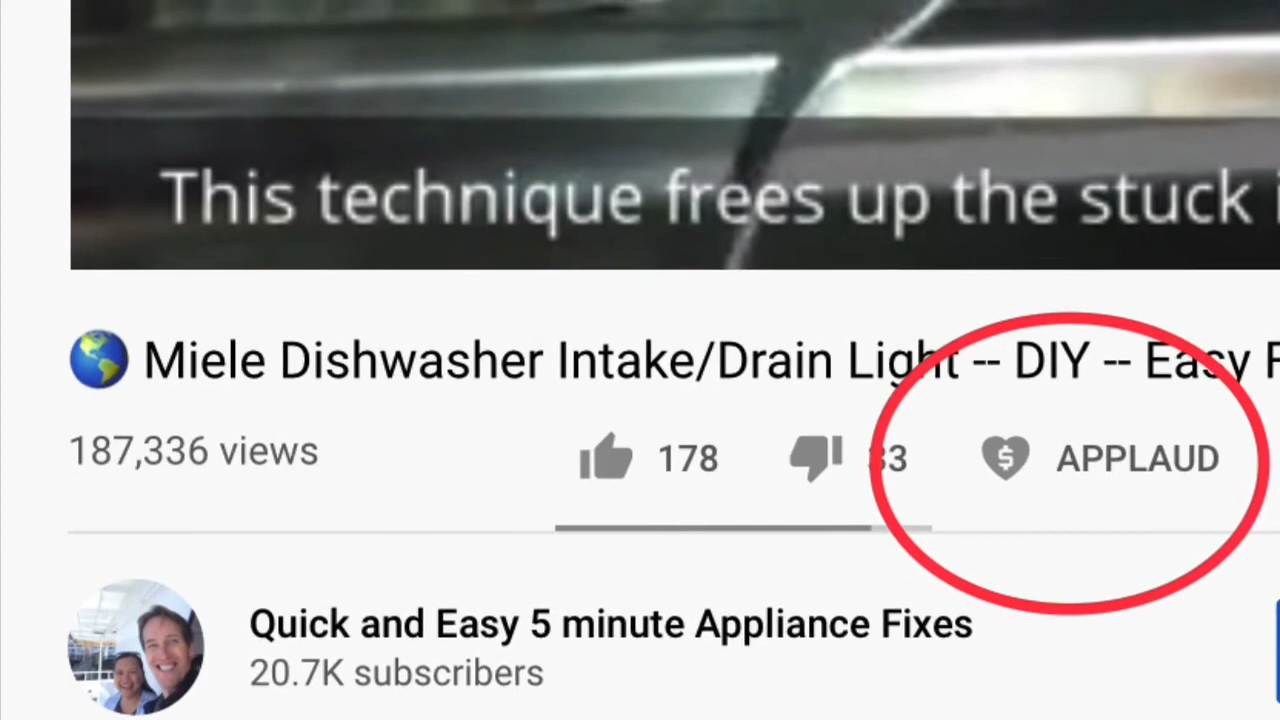 This technique frees up the stuck
Miele Dishwasher Intake/Drain Light -- DIY -- Easy
187,336 views
178
33
APPLAUD
Quick and Easy 5 minute Appliance Fixes
20.7K subscribers